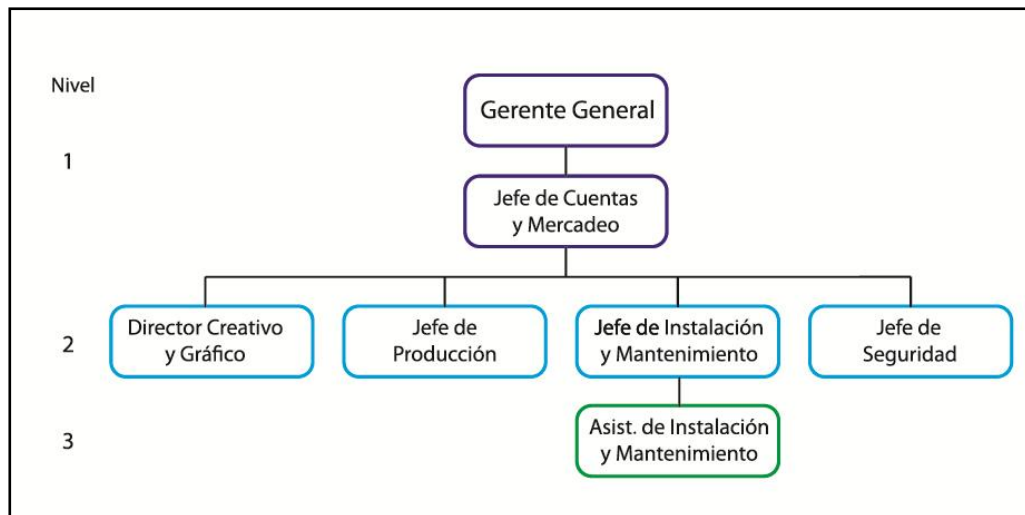 Nivel
Gerente General
1
Jefe de Cuentas
y Mercadeo
Director Creativo
y Gráfico
Jefe de
Producción
Jefe de Instalación
y Mantenimiento
Jefe de
Seguridad
2
Asist. de Instalación
y Mantenimiento
3